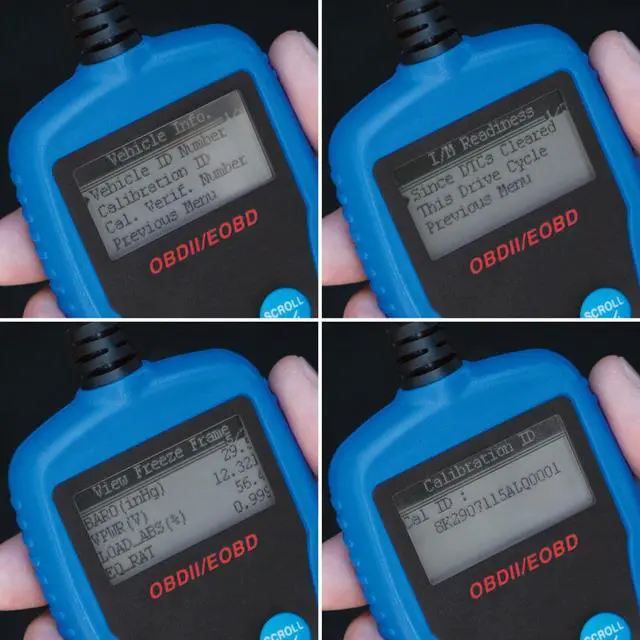 Vehicle Info.
Vehicle ID Number
Calibration ID
Cal. Verif. Number
Previous Menu
OBDII/EOBD
SCROLL
I/M Readiness
Since DTCs Cleared
This Drive Cycle
Previous Menu
OBDII/EOBD
SCROLL
View Freeze Frame
BARO(inHg) 29.
VPWR(V) 12.321
LOAD_ABS(%) 56.
EQ_RAT 0.999
OBDII/EOBD
SCROLL
Calibration ID
Cal ID :
8K2907115ALQ0001
OBDII/EOBD
SCROLL